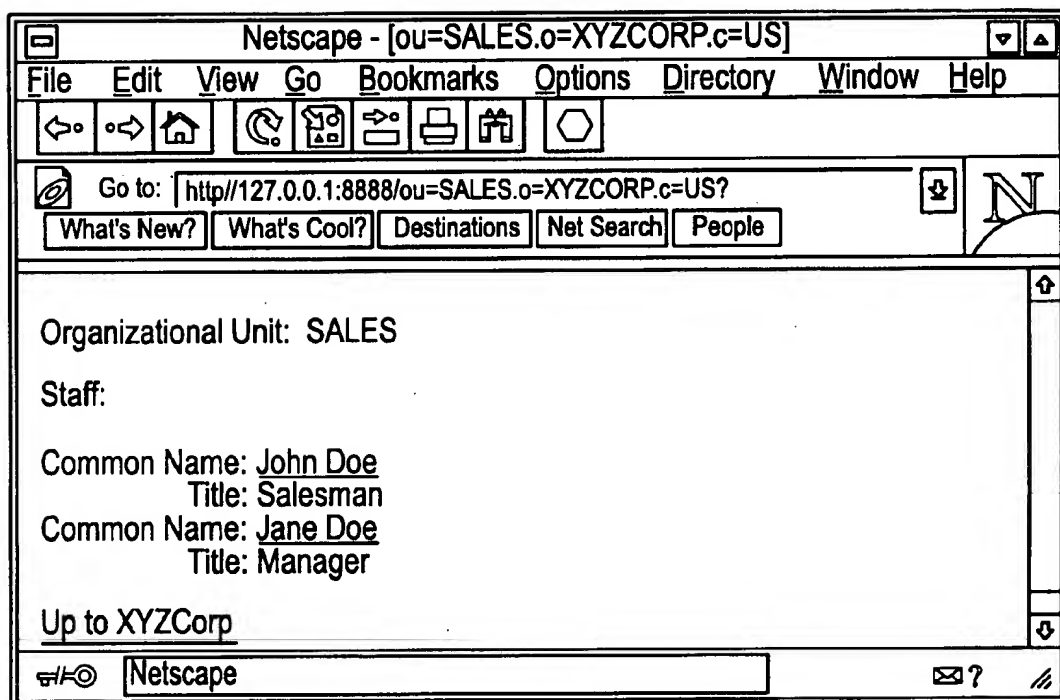 Netscape - [ou=SALES.o=XYZCORP.c=US]
File Edit View Go Bookmarks Options Directory Window Help
Go to: http//127.0.0.1:8888/ou=SALES.o=XYZCORP.c=US?
N
What's New? What's Cool? Destinations Net Search People
Organizational Unit: SALES
Staff:
Common Name: John Doe
Title: Salesman
Common Name: Jane Doe
Title: Manager
Up to XYZCorp
Netscape ?